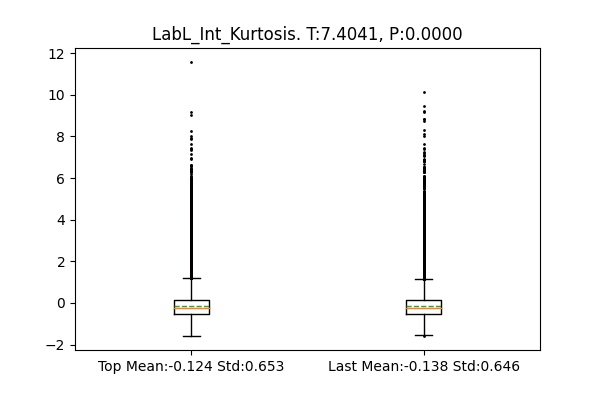 LabL_Int_Kurtosis. T:7.4041, P:0.0000
12
10
8
6
4
2
0
−2
Top Mean:-0.124 Std:0.653
Last Mean:-0.138 Std:0.646